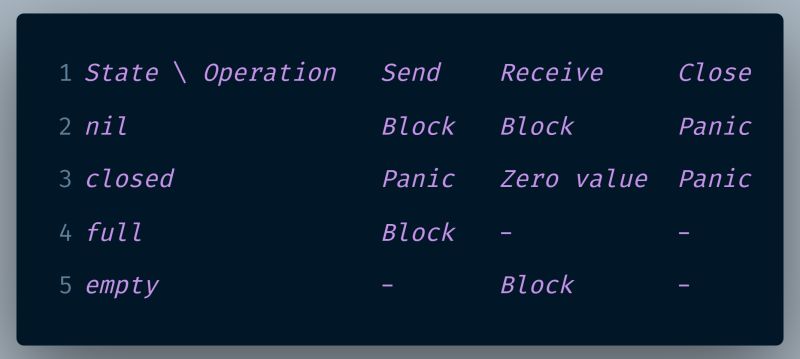 1 State \ Operation Send Receive Close
2 nil Block Block Panic
3 closed Panic Zero value Panic
4 full Block - -
5 empty - Block -